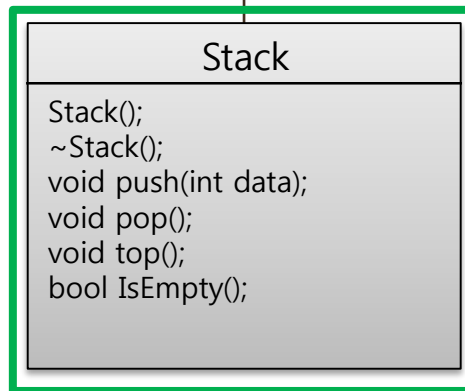 Stack
Stack();
~Stack();
void push(int data);
void pop();
void top();
bool IsEmpty();